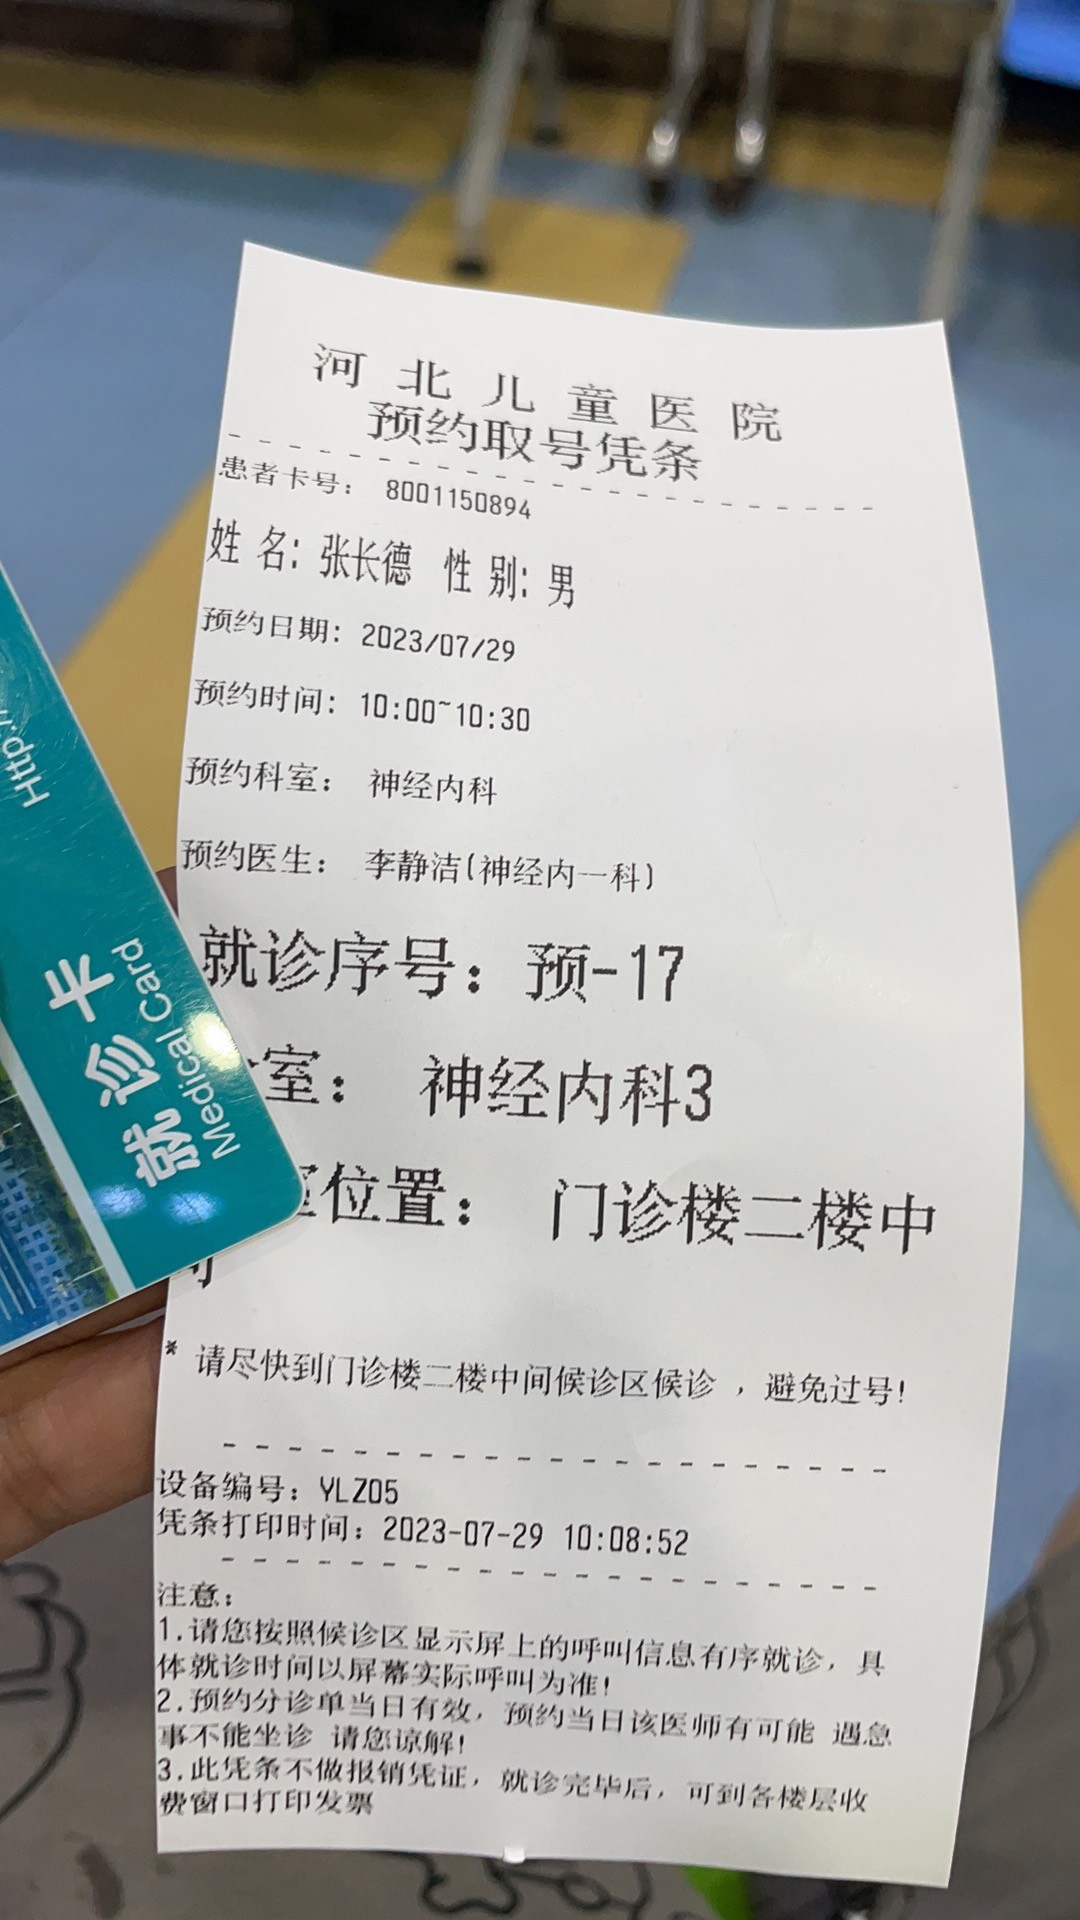 河北儿童医院
预约取号凭条
患者卡号: 8001150894
姓 名: 张长德 性 别: 男
预约日期: 2023/07/29
预约时间: 10:00~10:30
预约科室: 神经内科
预约医生: 李静洁(神经内一科)
就诊序号: 预-17
室: 神经内科3
位置: 门诊楼二楼中
* 请尽快到门诊楼二楼中间候诊区候诊 ,避免过号!
设备编号: YLZ05
凭条打印时间: 2023-07-29 10:08:52
注意:
1.请您按照候诊区显示屏上的呼叫信息有序就诊, 具
体就诊时间以屏幕实际呼叫为准!
2.预约分诊单当日有效, 预约当日该医师有可能 遇急
事不能坐诊 请您谅解!
3.此凭条不做报销凭证, 就诊完毕后, 可到各楼层收
费窗口打印发票
就诊卡
Medical Card
Http:/